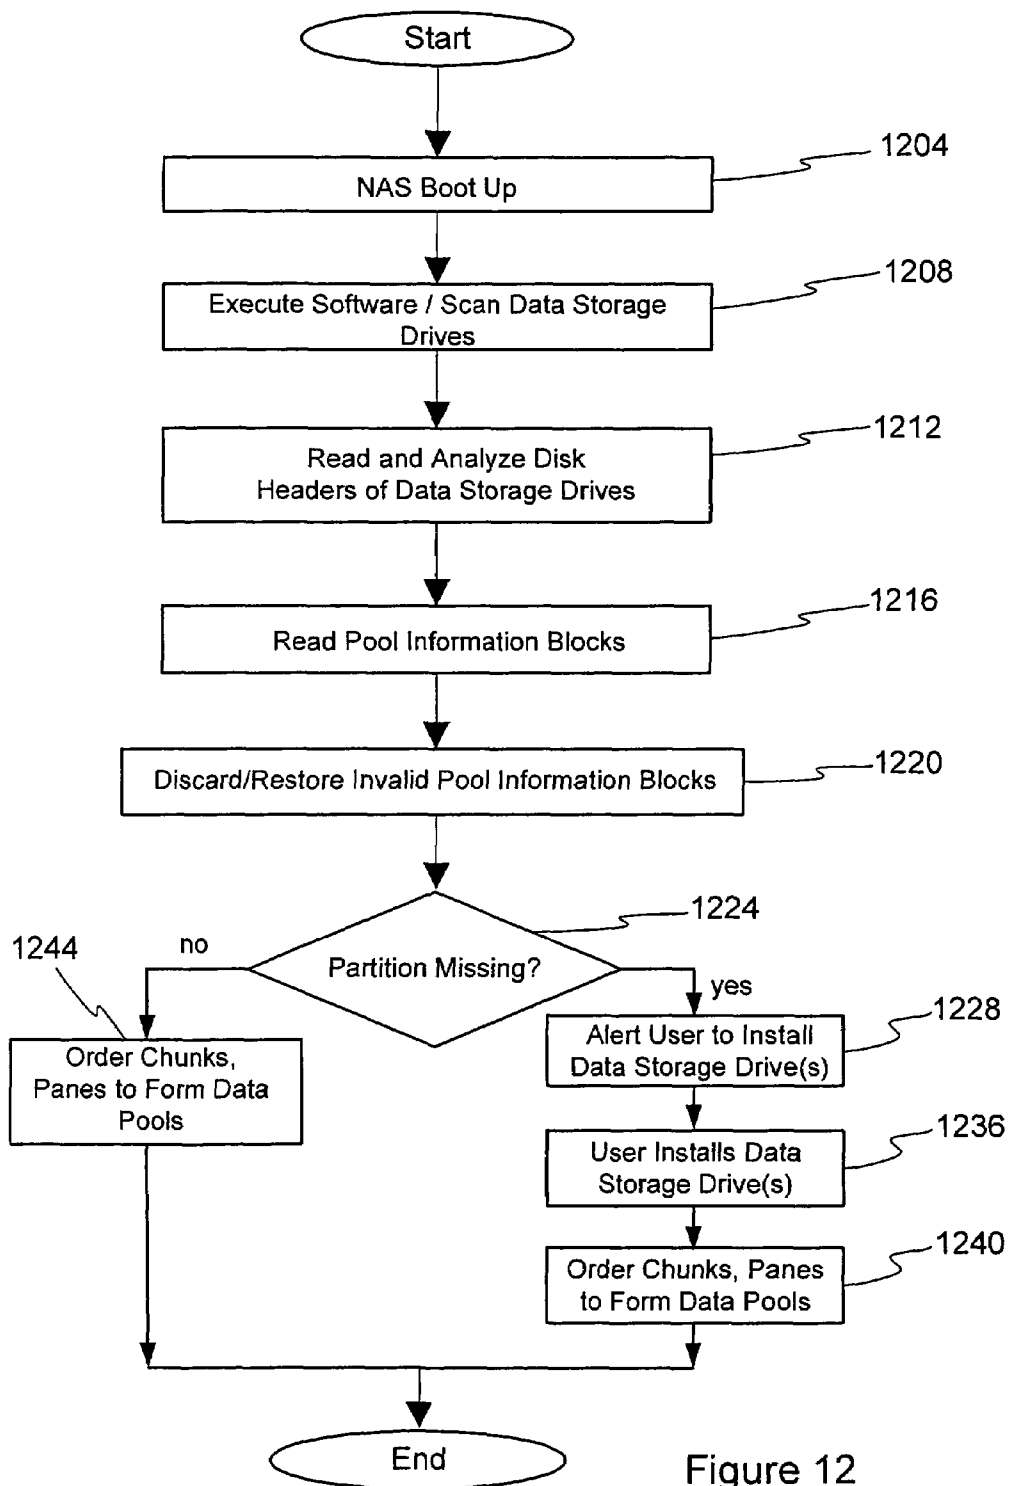 Start
NAS Boot Up
1204
Execute Software / Scan Data Storage
Drives
1208
Read and Analyze Disk
Headers of Data Storage Drives
1212
Read Pool Information Blocks
1216
Discard/Restore Invalid Pool Information Blocks
1220
Partition Missing?
1224
no
yes
1244
Order Chunks,
Panes to Form Data
Pools
Alert User to Install
Data Storage Drive(s)
1228
User Installs Data
Storage Drive(s)
1236
Order Chunks, Panes
to Form Data Pools
1240
End
Figure 12